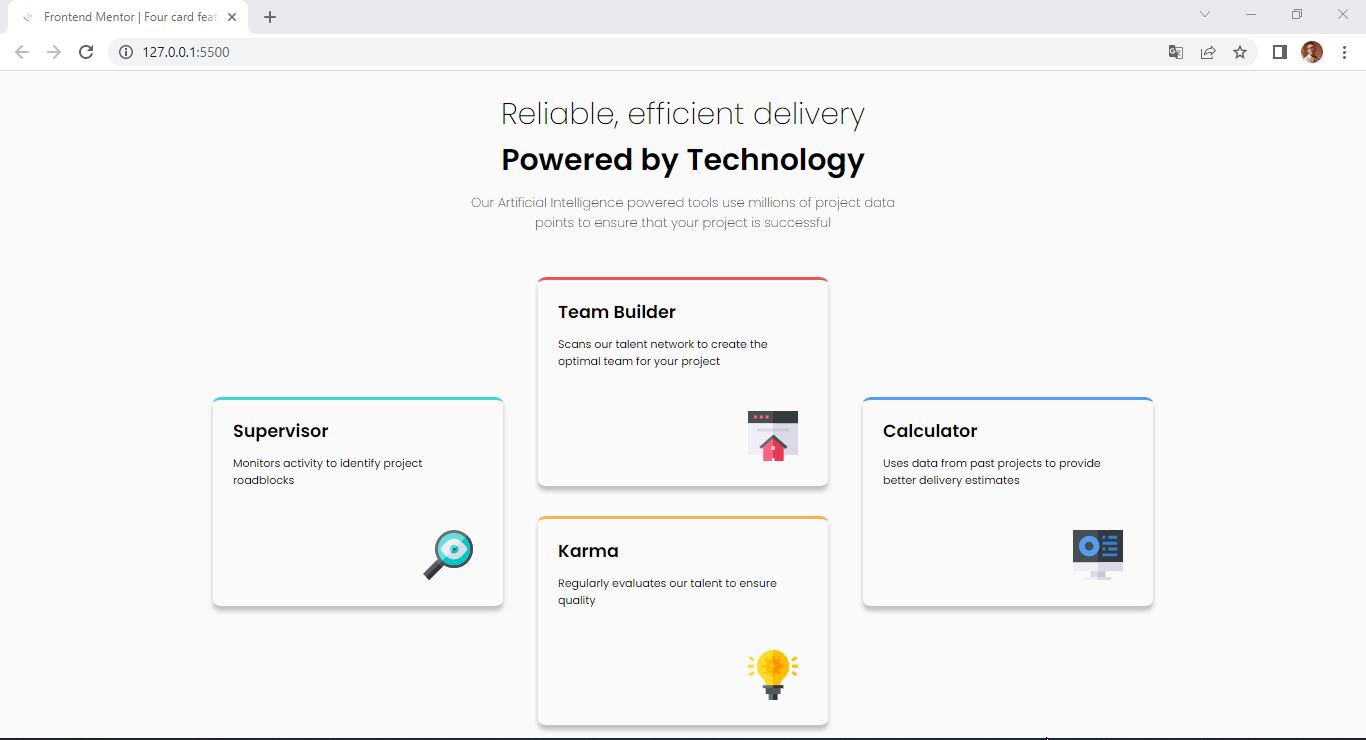 Frontend Mentor | Four card feat
127.0.0.1:5500
Reliable, efficient delivery
Powered by Technology
Our Artificial Intelligence powered tools use millions of project data
points to ensure that your project is successful
Team Builder
Scans our talent network to create the
optimal team for your project
Supervisor
Monitors activity to identify project
roadblocks
Calculator
Uses data from past projects to provide
better delivery estimates
Karma
Regularly evaluates our talent to ensure
quality